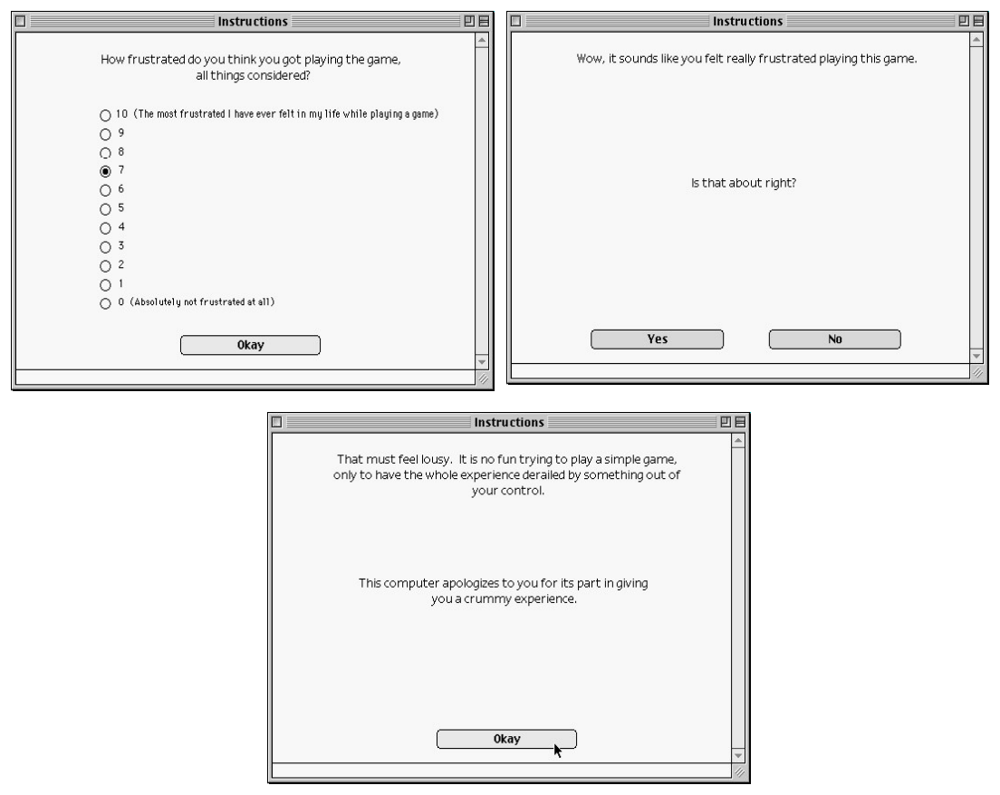 Instructions
How frustrated do you think you got playing the game,
all things considered?
10 (The most frustrated I have ever felt in my life while playing a game)
9
8
7
6
5
4
3
2
1
0 (Absolutely not frustrated at all)
Okay
Instructions
Wow, it sounds like you felt really frustrated playing this game.
Is that about right?
Yes No
Instructions
That must feel lousy. It is no fun trying to play a simple game,
only to have the whole experience derailed by something out of
your control.
This computer apologizes to you for its part in giving
you a crummy experience.
Okay